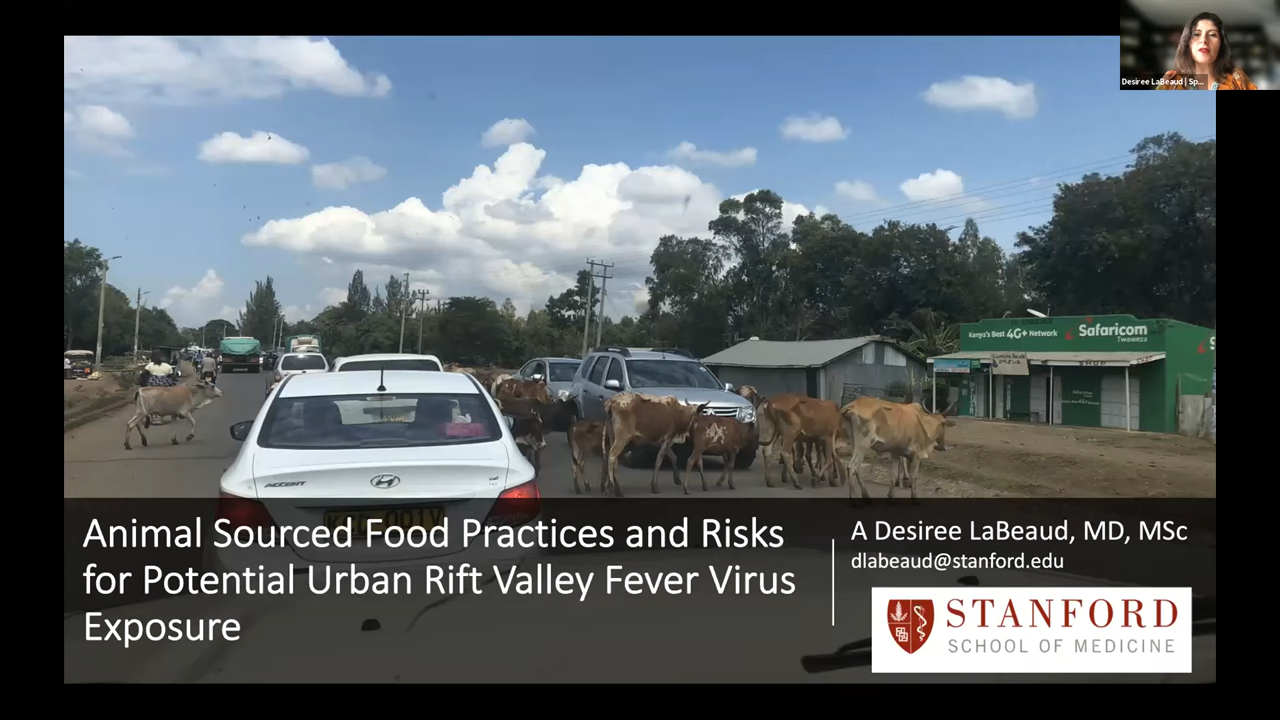 Desiree LaBeaud | Sp...
Kenya's Best 4G+ Network
Safaricom
Twaweza
SHOP
ACCENT
Animal Sourced Food Practices and Risks
for Potential Urban Rift Valley Fever Virus
Exposure
A Desiree LaBeaud, MD, MSc
dlabeaud@stanford.edu
STANFORD
SCHOOL OF MEDICINE